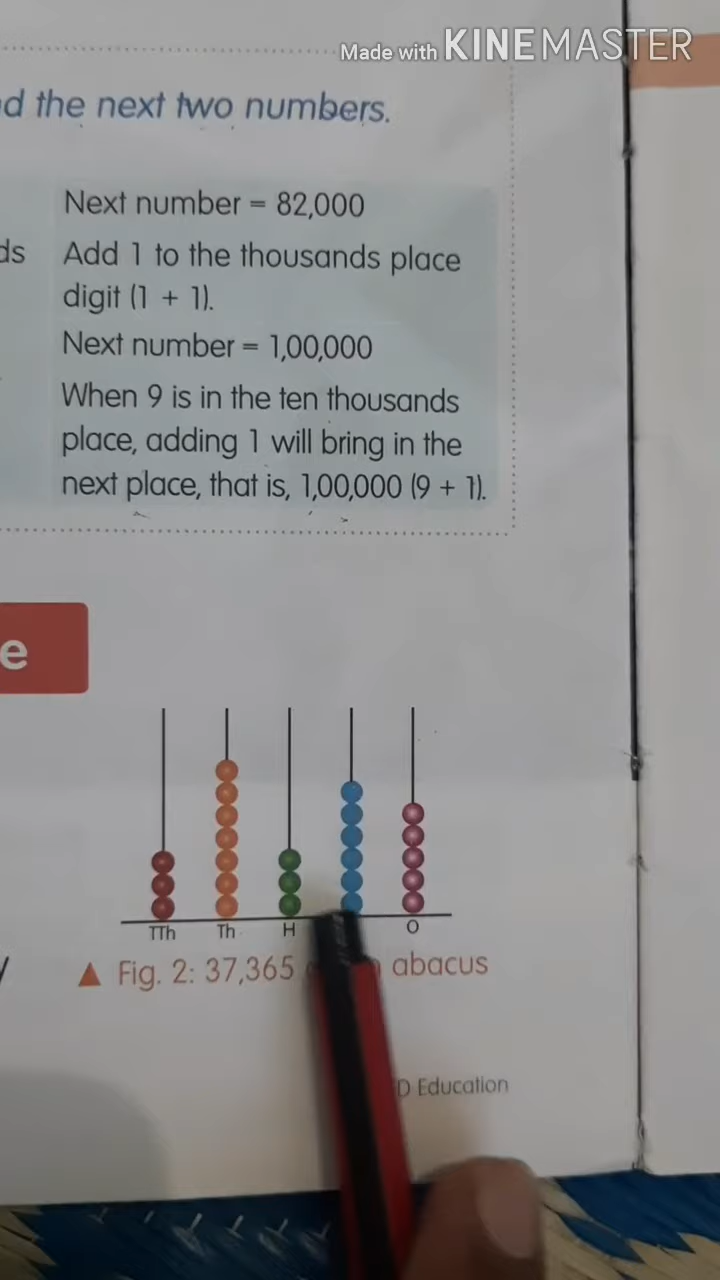 Made with KINEMASTER
d the next two numbers.
Next number = 82,000
ds Add 1 to the thousands place
digit (1 + 1).
Next number = 1,00,000
When 9 is in the ten thousands
place, adding 1 will bring in the
next place, that is, 1,00,000 (9 + 1).
e
TTh Th H O
y ▲ Fig. 2: 37,365 abacus
D Education